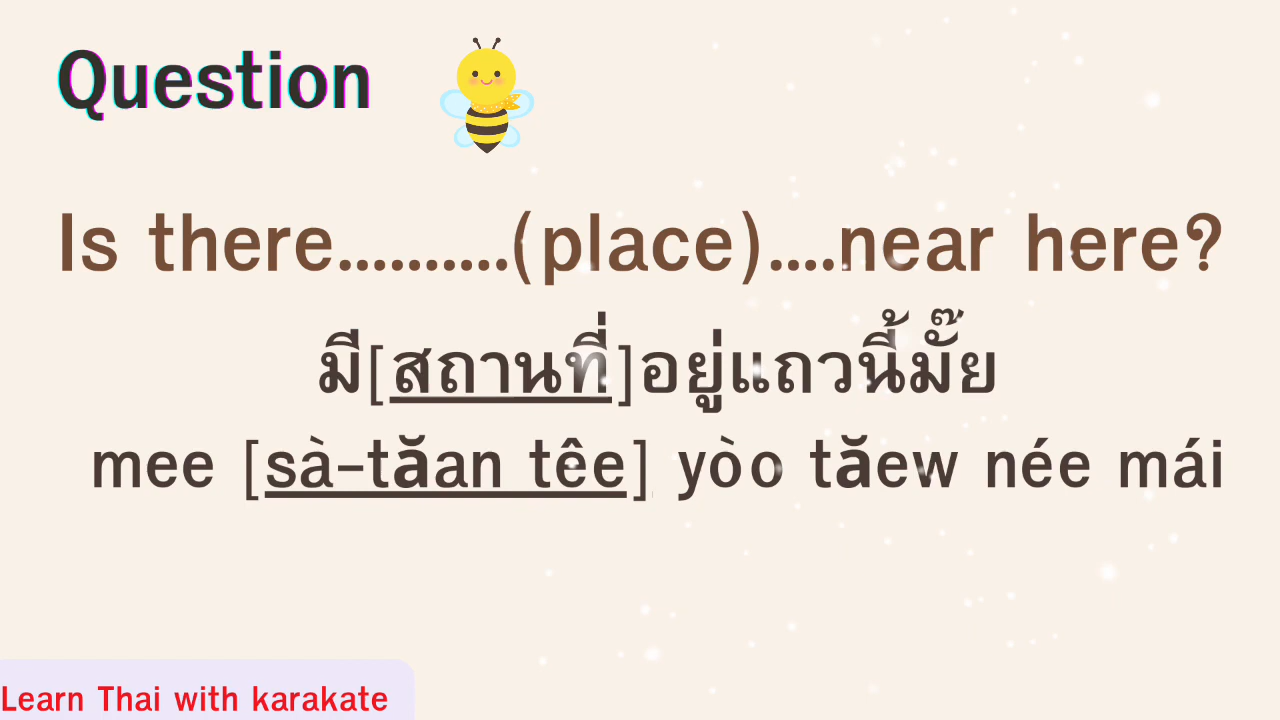 Question
Is there..........(place)....near here?
มี[สถานที่]อยู่แถวนี้มั๊ย
mee [sà-tăan têe] yòo tăew née mái
Learn Thai with karakate